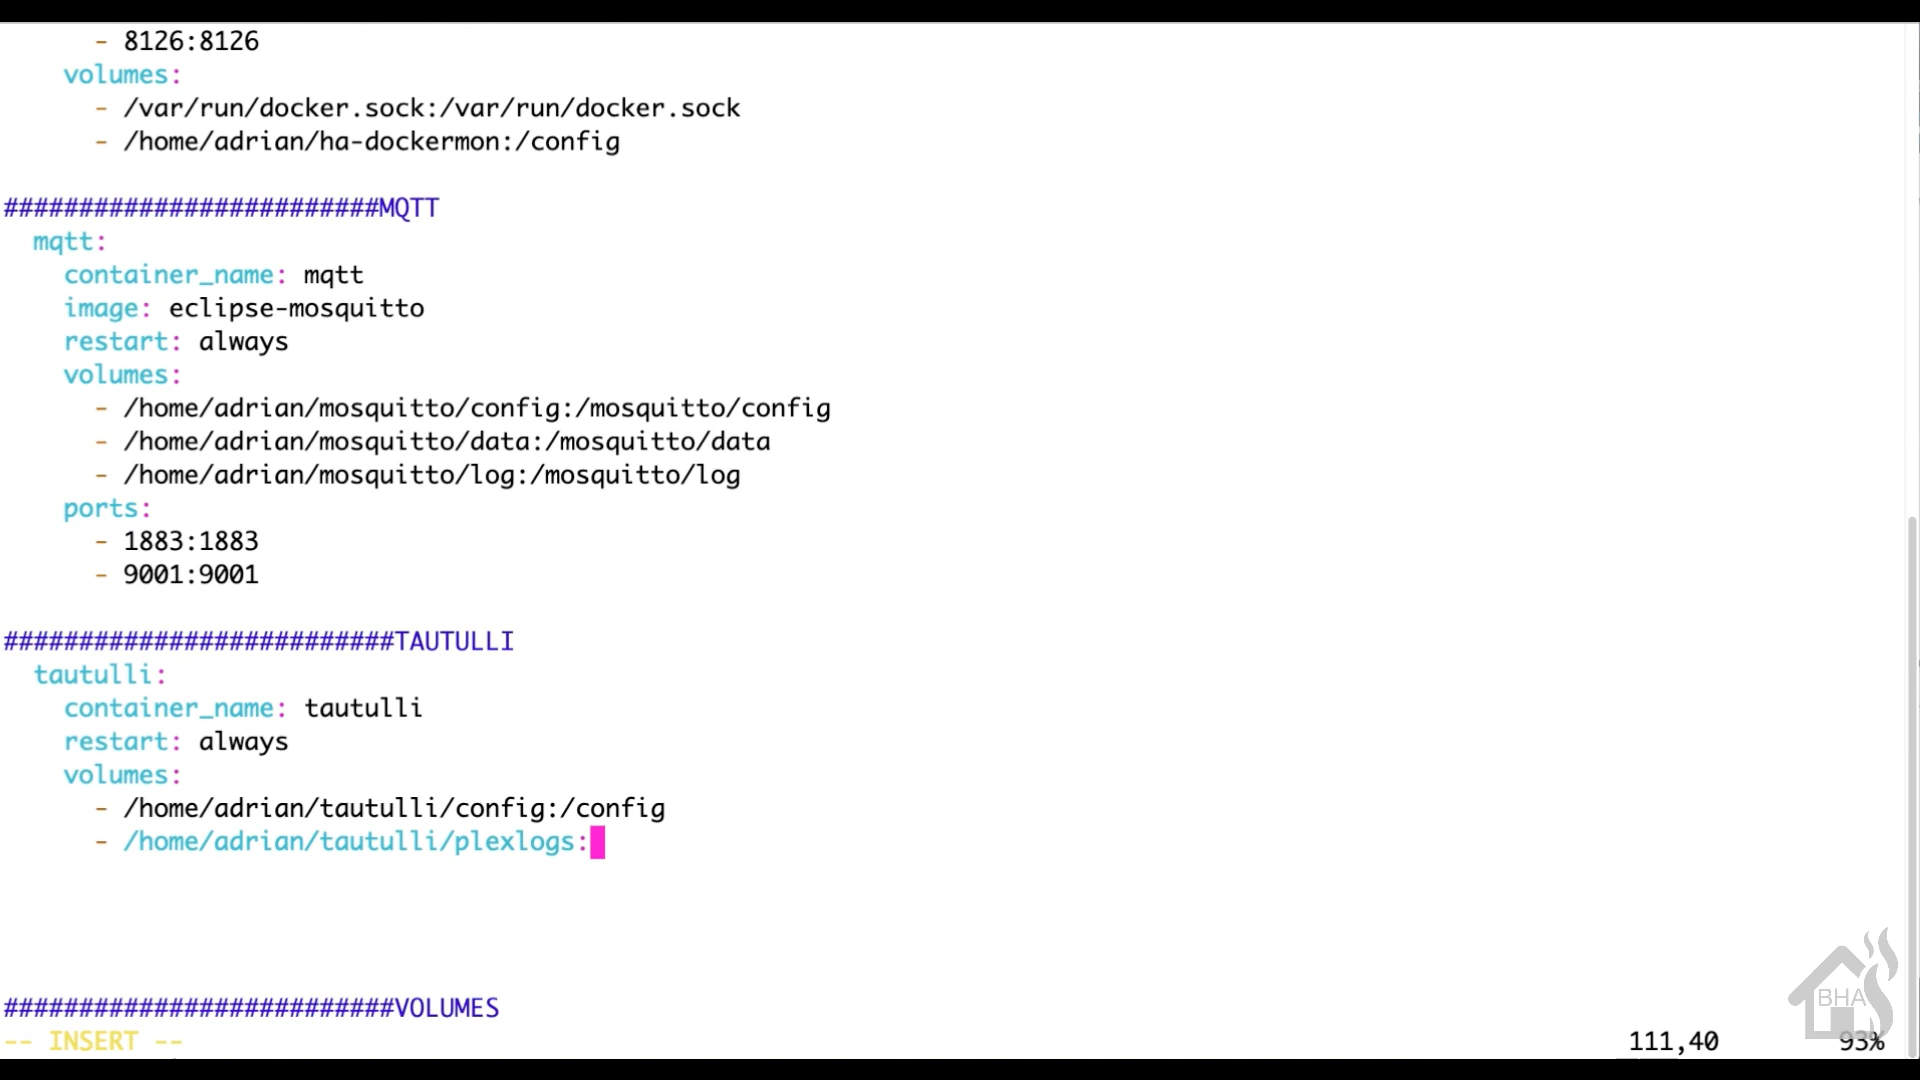 - 8126:8126
volumes:
- /var/run/docker.sock:/var/run/docker.sock
- /home/adrian/ha-dockermon:/config
#########################MQTT
mqtt:
container_name: mqtt
image: eclipse-mosquitto
restart: always
volumes:
- /home/adrian/mosquitto/config:/mosquitto/config
- /home/adrian/mosquitto/data:/mosquitto/data
- /home/adrian/mosquitto/log:/mosquitto/log
ports:
- 1883:1883
- 9001:9001
##########################TAUTULLI
tautulli:
container_name: tautulli
restart: always
volumes:
- /home/adrian/tautulli/config:/config
- /home/adrian/tautulli/plexlogs:
##########################VOLUMES
-- INSERT --
111,40
93%
BHA